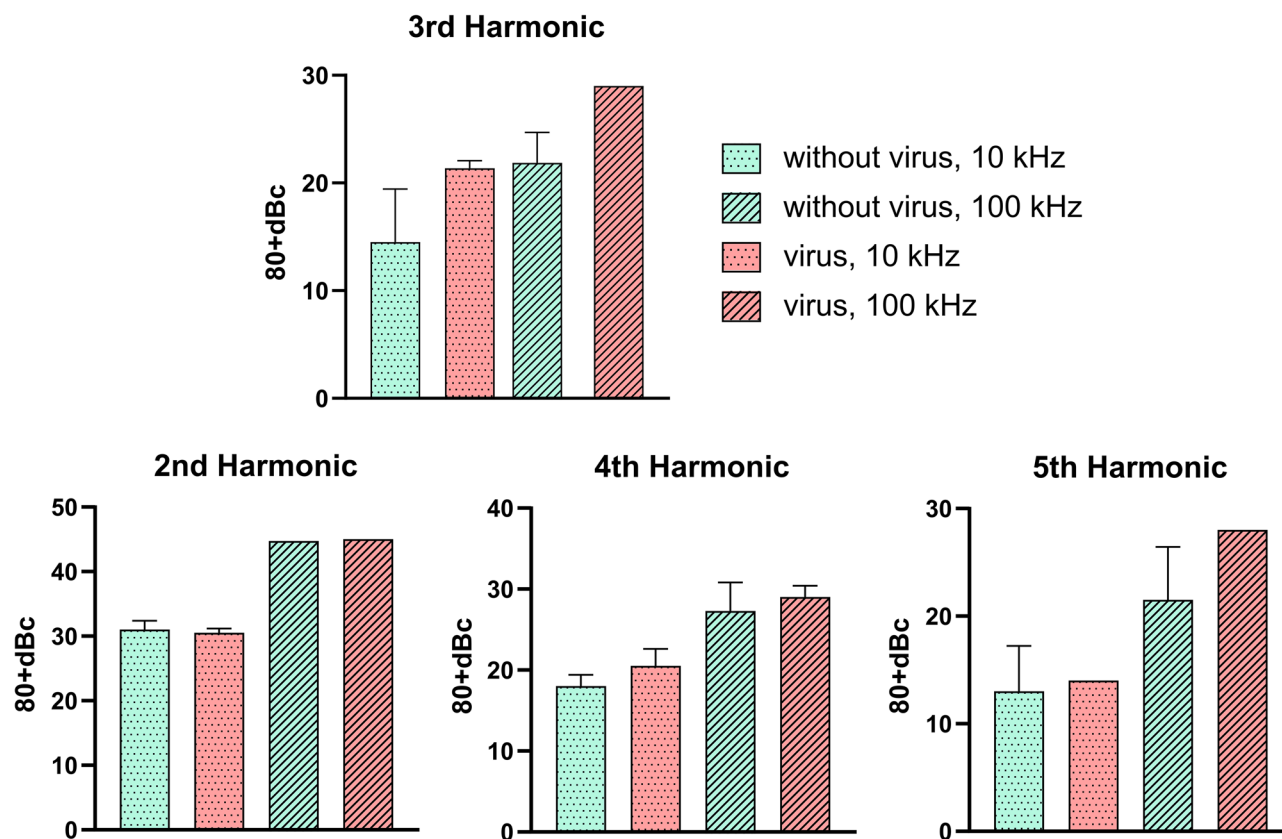 3rd Harmonic
30
20
10
0
80+dBc
without virus, 10 kHz
without virus, 100 kHz
virus, 10 kHz
virus, 100 kHz
2nd Harmonic
50
40
30
20
10
0
80+dBc
4th Harmonic
40
30
20
10
0
80+dBc
5th Harmonic
30
20
10
0
80+dBc